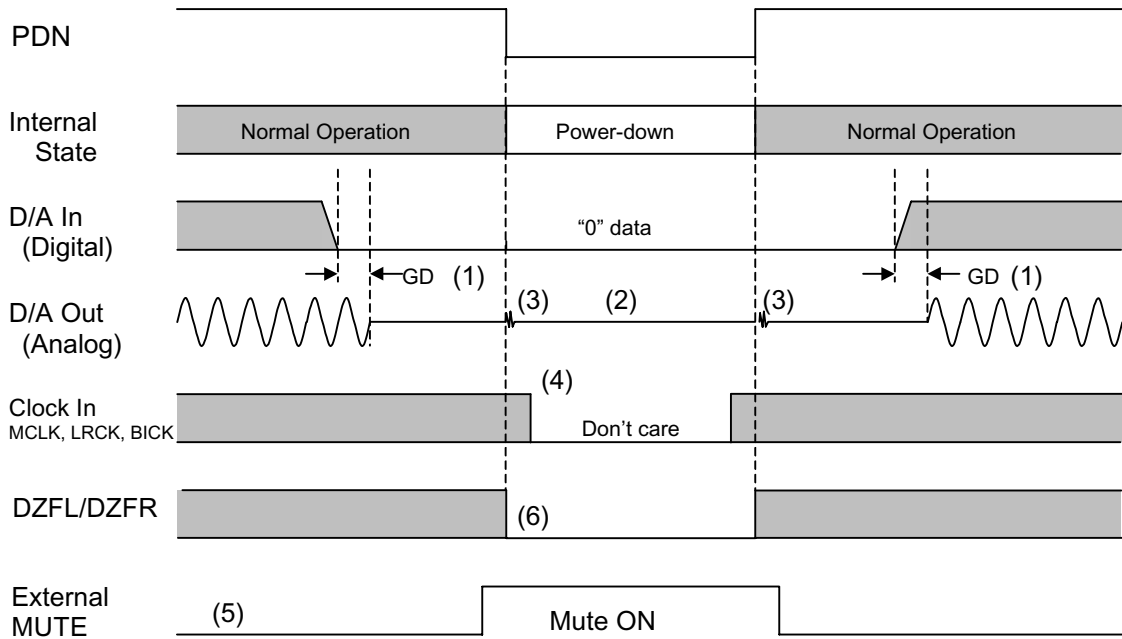 PDN
Internal
State
Normal Operation
Power-down
Normal Operation
D/A In
(Digital)
“0” data
GD (1)
GD (1)
D/A Out
(Analog)
(3)
(2)
(3)
Clock In
MCLK, LRCK, BICK
(4)
Don’t care
DZFL/DZFR
(6)
External
MUTE
(5)
Mute ON